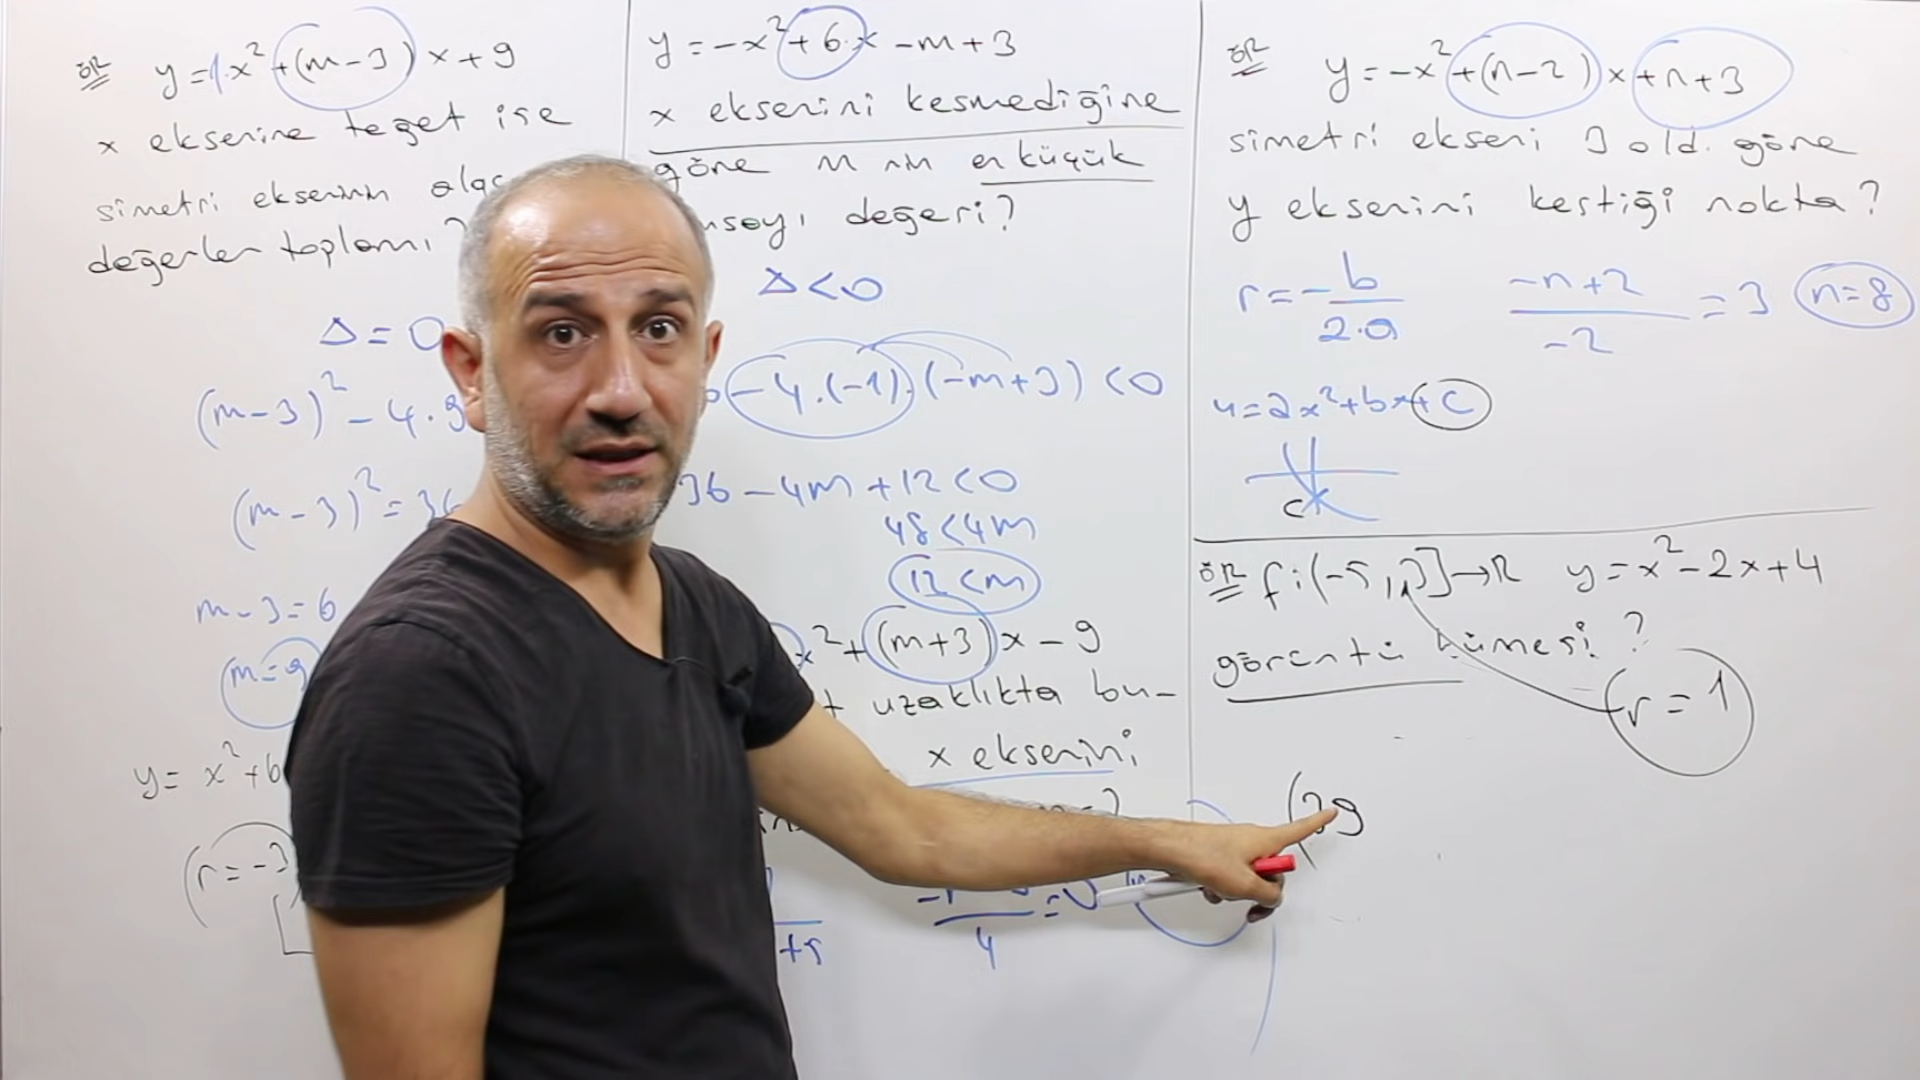 ÖR y=1.x²+(m-3)x+9
x eksenine teğet ise
simetri ekseninin
değerler toplamı?
Δ=0
(m-3)²-4.9
(m-3)²=36
m-3=6
m=9
y=x²+6
(r=-3
y=-x²+6.x-m+3
x eksenini kesmediğine
göre m nin en küçük
değeri?
Δ<0
-4.(-1).(-m+3)<0
36-4m+12<0
48<4m
12<m
x²+(m+3)x-9
uzaklıkta bu-
x eksenini
4
ÖR y=-x²+(n-2)x+n+3
simetri ekseni 3 old. göre
y eksenini kestiği nokta?
r=-b/2.a -n+2/-2=3 n=8
y=ax²+bx+c
c
ÖR f:(-5,3]→R y=x²-2x+4
görüntü kümesi?
r=1
(39